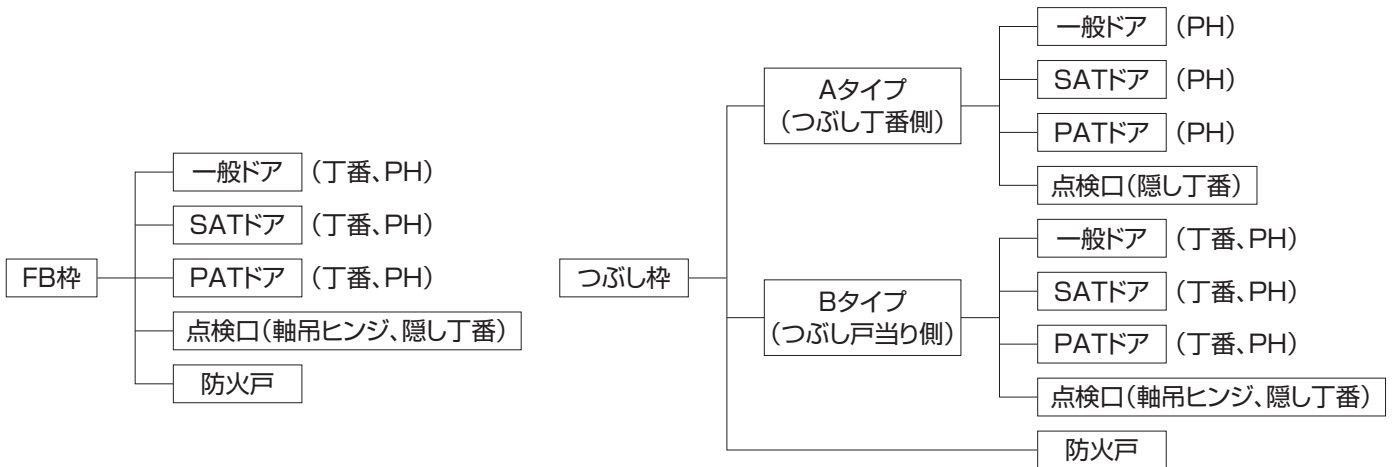 FB枠
一般ドア (丁番、PH)
SATドア (丁番、PH)
PATドア (丁番、PH)
点検口(軸吊ヒンジ、隠し丁番)
防火戸
つぶし枠
Aタイプ
(つぶし丁番側)
一般ドア (PH)
SATドア (PH)
PATドア (PH)
点検口(隠し丁番)
Bタイプ
(つぶし戸当り側)
一般ドア (丁番、PH)
SATドア (丁番、PH)
PATドア (丁番、PH)
点検口(軸吊ヒンジ、隠し丁番)
防火戸